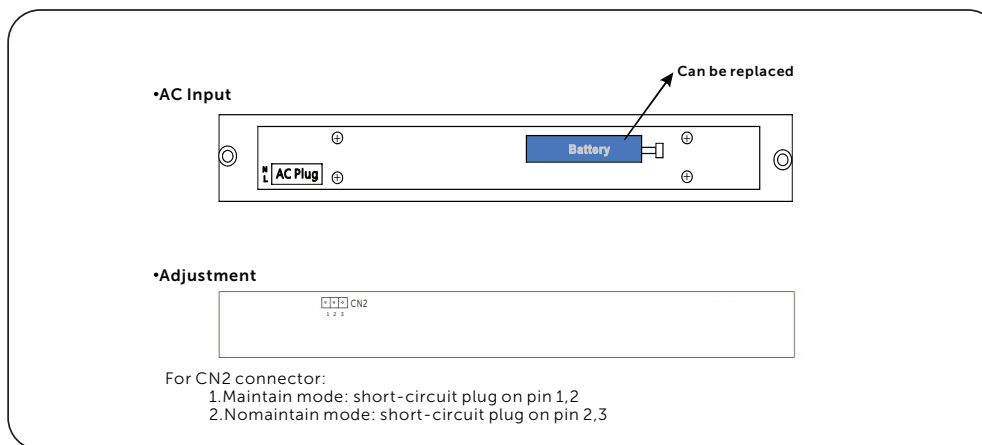 Can be replaced
•AC Input
Battery
N
L
AC Plug
•Adjustment
CN2
1 2 3
For CN2 connector:
1.Maintain mode: short-circuit plug on pin 1,2
2.Nomaintain mode: short-circuit plug on pin 2,3